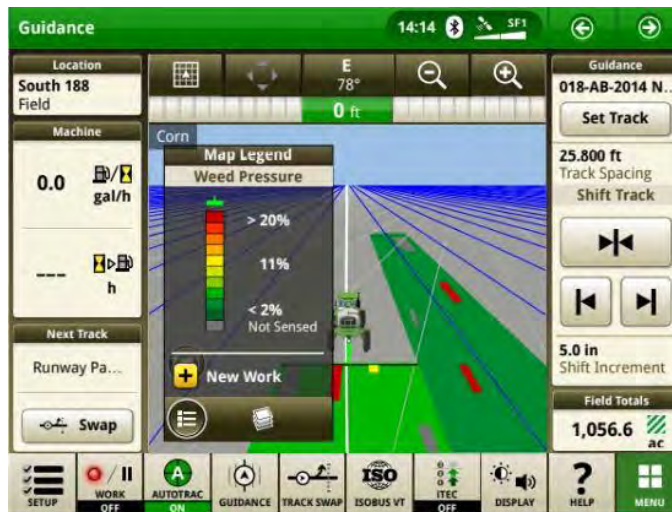 Guidance
14:14
SF1
Location
South 188
Field
Machine
0.0
gal/h
---
h
Next Track
Runway Pa...
Swap
E
78°
0 ft
Corn
Map Legend
Weed Pressure
> 20%
11%
< 2%
Not Sensed
New Work
Guidance
018-AB-2014 N..
Set Track
25.800 ft
Track Spacing
Shift Track
5.0 in
Shift Increment
Field Totals
1,056.6
ac
SETUP
WORK
OFF
A
AUTOTRAC
ON
GUIDANCE
TRACK SWAP
ISO
ISOBUS VT
ITEC
OFF
DISPLAY
?
HELP
MENU